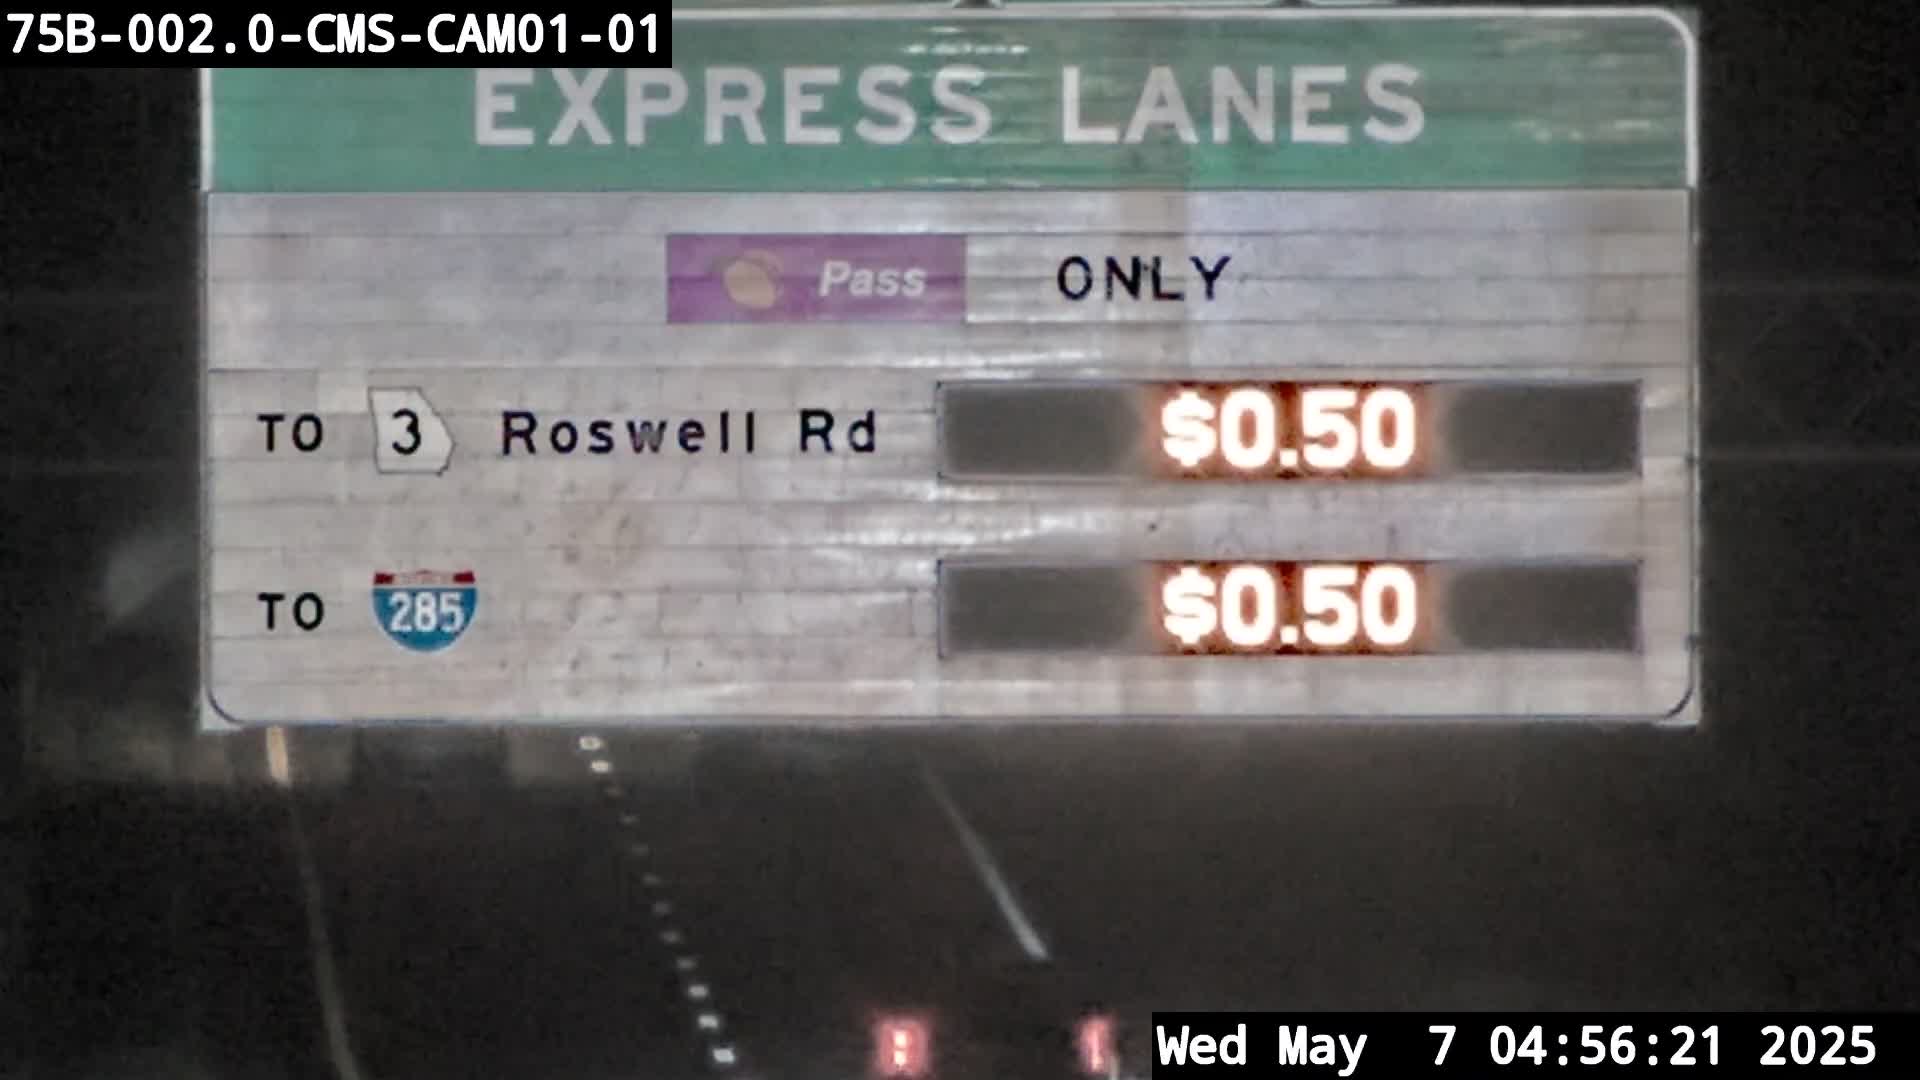 75B-002.0-CMS-CAM01-01
EXPRESS LANES
Pass ONLY
TO 3 Roswell Rd $0.50
TO 285 $0.50
Wed May 7 04:56:21 2025